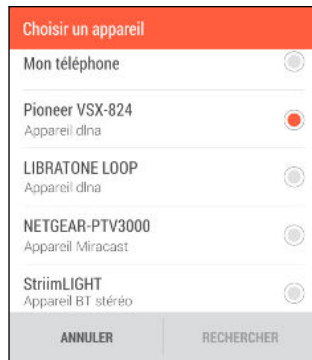 Choisir un appareil
Mon téléphone
Pioneer VSX-824
Appareil dlna
LIBRATONE LOOP
Appareil dlna
NETGEAR-PTV3000
Appareil Miracast
StriimLIGHT
Appareil BT stéréo
ANNULER
RECHERCHER